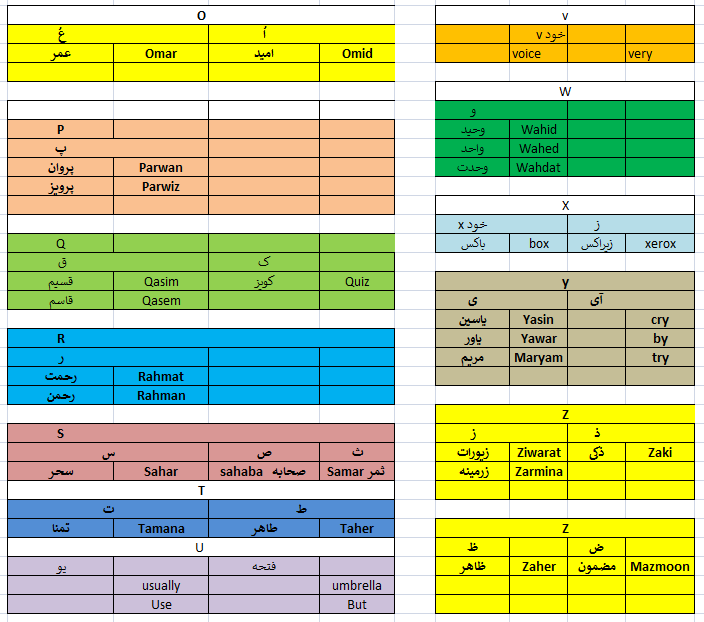 O
عُ اُ
عمر Omar امید Omid
P
پ
پروان Parwan
پرویز Parwiz
Q
ق ک
قسیم Qasim کویز Quiz
قاسم Qasem
R
ر
رحمت Rahmat
رحمن Rahman
S
س ص ث
سحر Sahar صحابه sahaba ثمر Samar
T
ت ط
تمنا Tamana طاهر Taher
U
یو فتحه
usually umbrella
Use But
v
خود v
voice very
W
و
وحید Wahid
واحد Wahed
وحدت Wahdat
X
خود x ز
باکس box زیراکس xerox
y
ی آی
یاسین Yasin cry
یاور Yawar by
مریم Maryam try
Z
ز ذ
زیورات Ziwarat ذکی Zaki
زرمینه Zarmina
Z
ظ ض
ظاهر Zaher مضمون Mazmoon